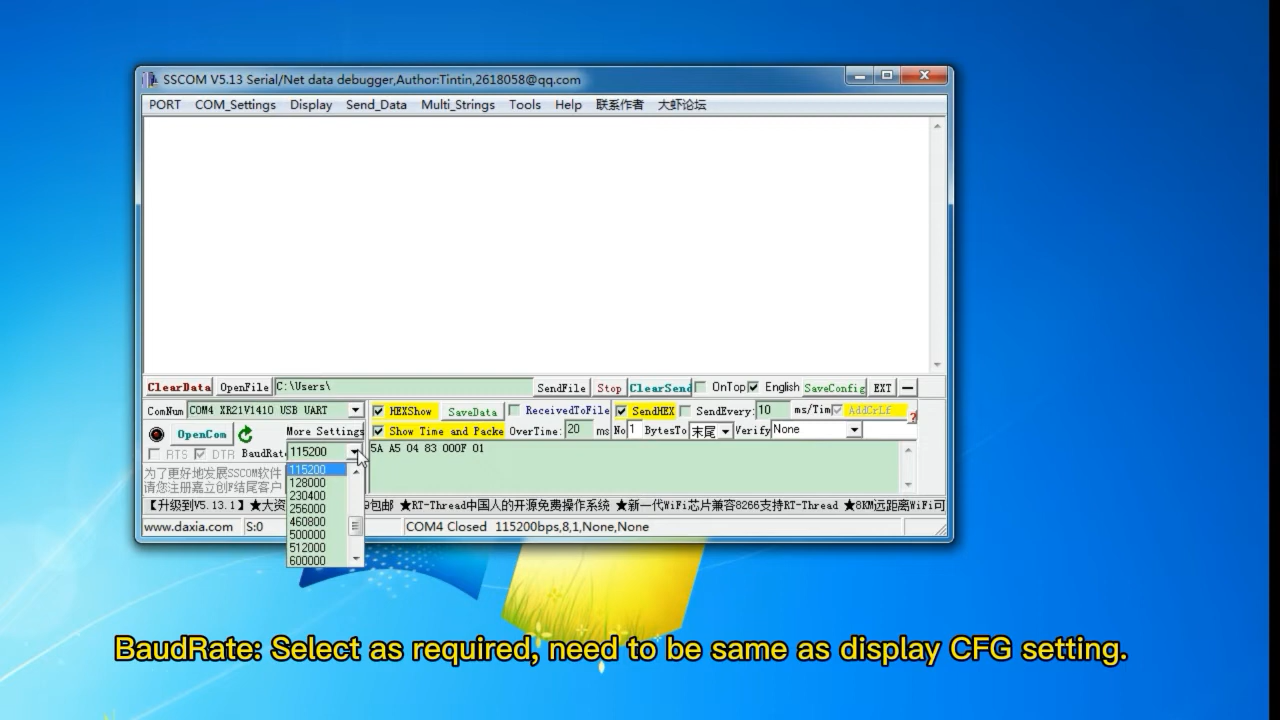 SSCOM V5.13 Serial/Net data debugger,Author:Tintin,2618058@qq.com
PORT COM_Settings Display Send_Data Multi_Strings Tools Help 联系作者 大虾论坛
ClearData OpenFile C:\Users\ SendFile Stop ClearSend OnTop English SaveConfig EXT
ComNum COM4 XR21V1410 USB UART HEXShow SaveData ReceivedToFile SendHEX SendEvery: 10 ms/Tim AddCrLf
OpenCom More Settings Show Time and Packe OverTime: 20 ms No 1 BytesTo 末尾 Verify None
RTS DTR BaudRat 115200 5A A5 04 83 000F 01
为了更好地发展SSCOM软件
请您注册嘉立创F结尾客户
115200
128000
230400
256000
460800
500000
512000
600000
【升级到V5.13.1】★大资 包邮 ★RT-Thread中国人的开源免费操作系统 ★新一代WiFi芯片兼容8266支持RT-Thread ★8KM远距离WiFi可
www.daxia.com S:0 COM4 Closed 115200bps,8,1,None,None
BaudRate: Select as required, need to be same as display CFG setting.